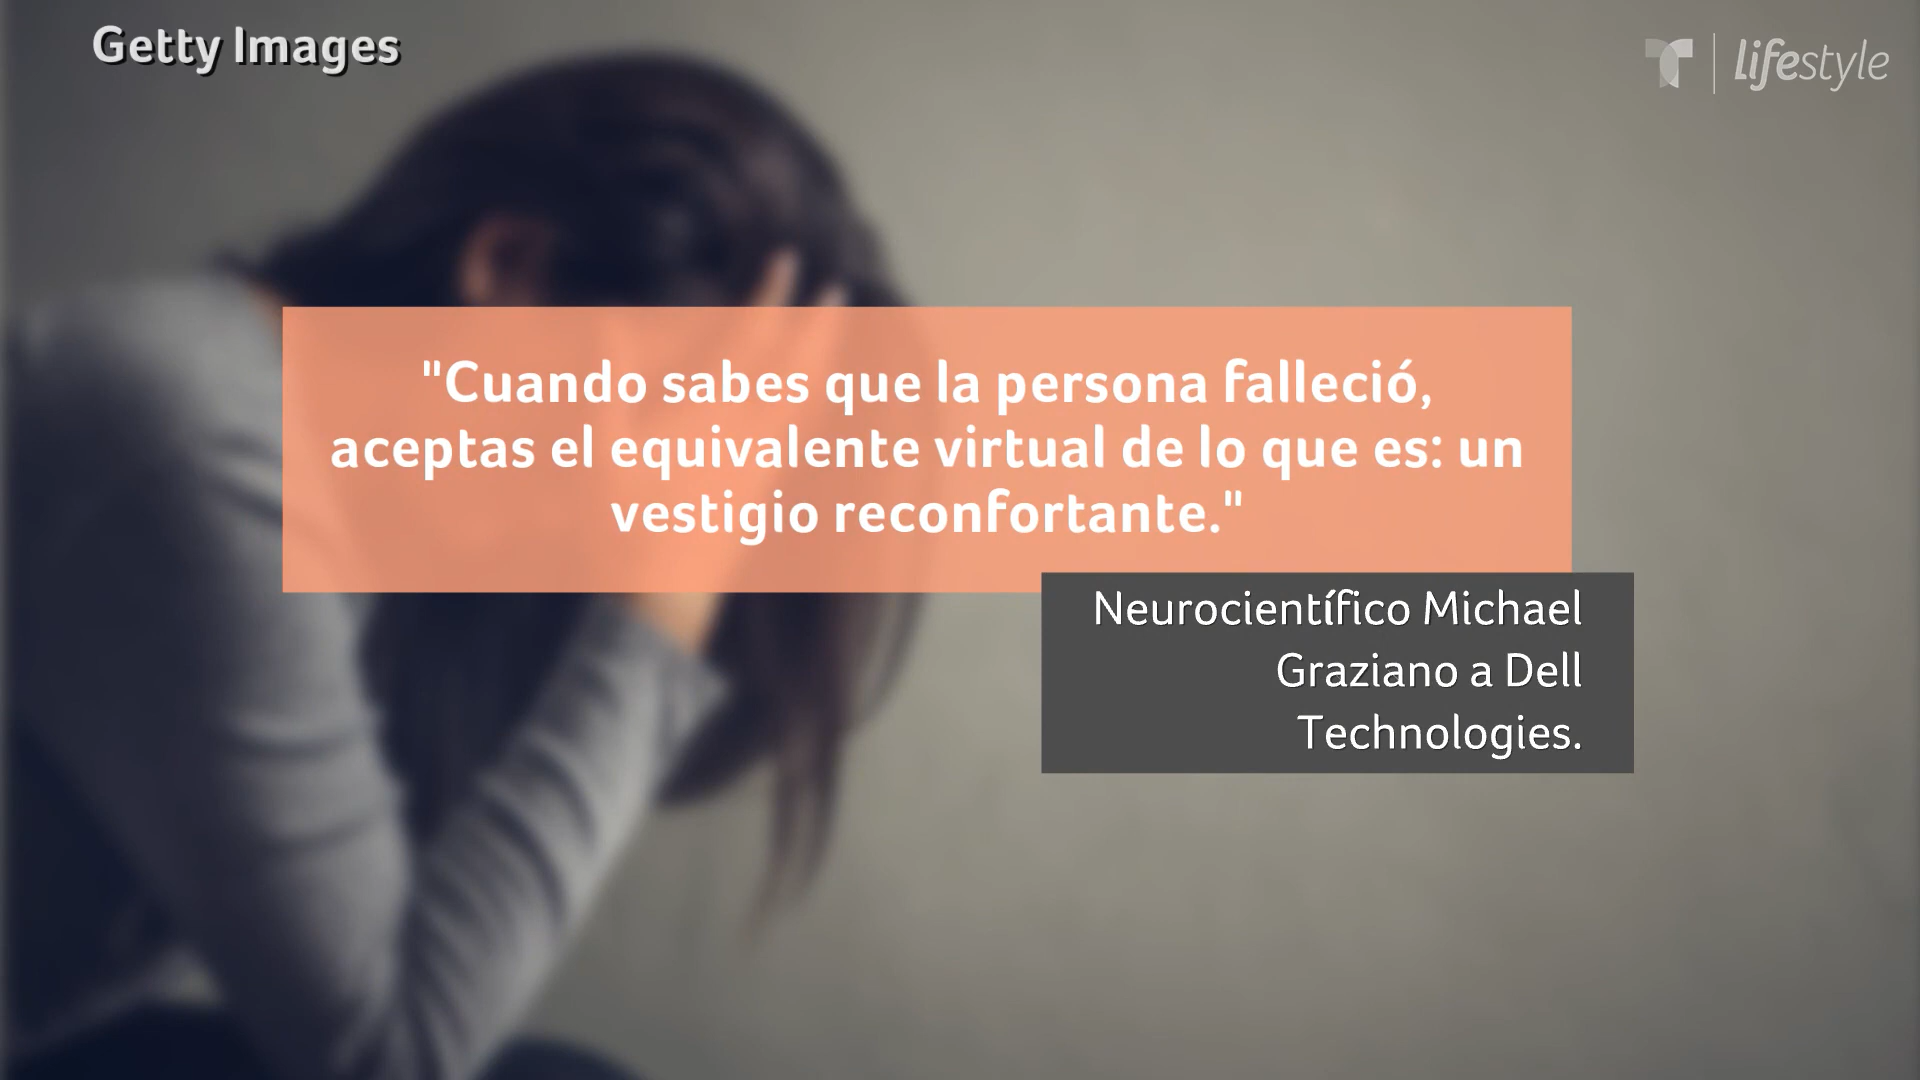 Getty Images
lifestyle
"Cuando sabes que la persona falleció,
aceptas el equivalente virtual de lo que es: un
vestigio reconfortante."
Neurocientífico Michael
Graziano a Dell
Technologies.